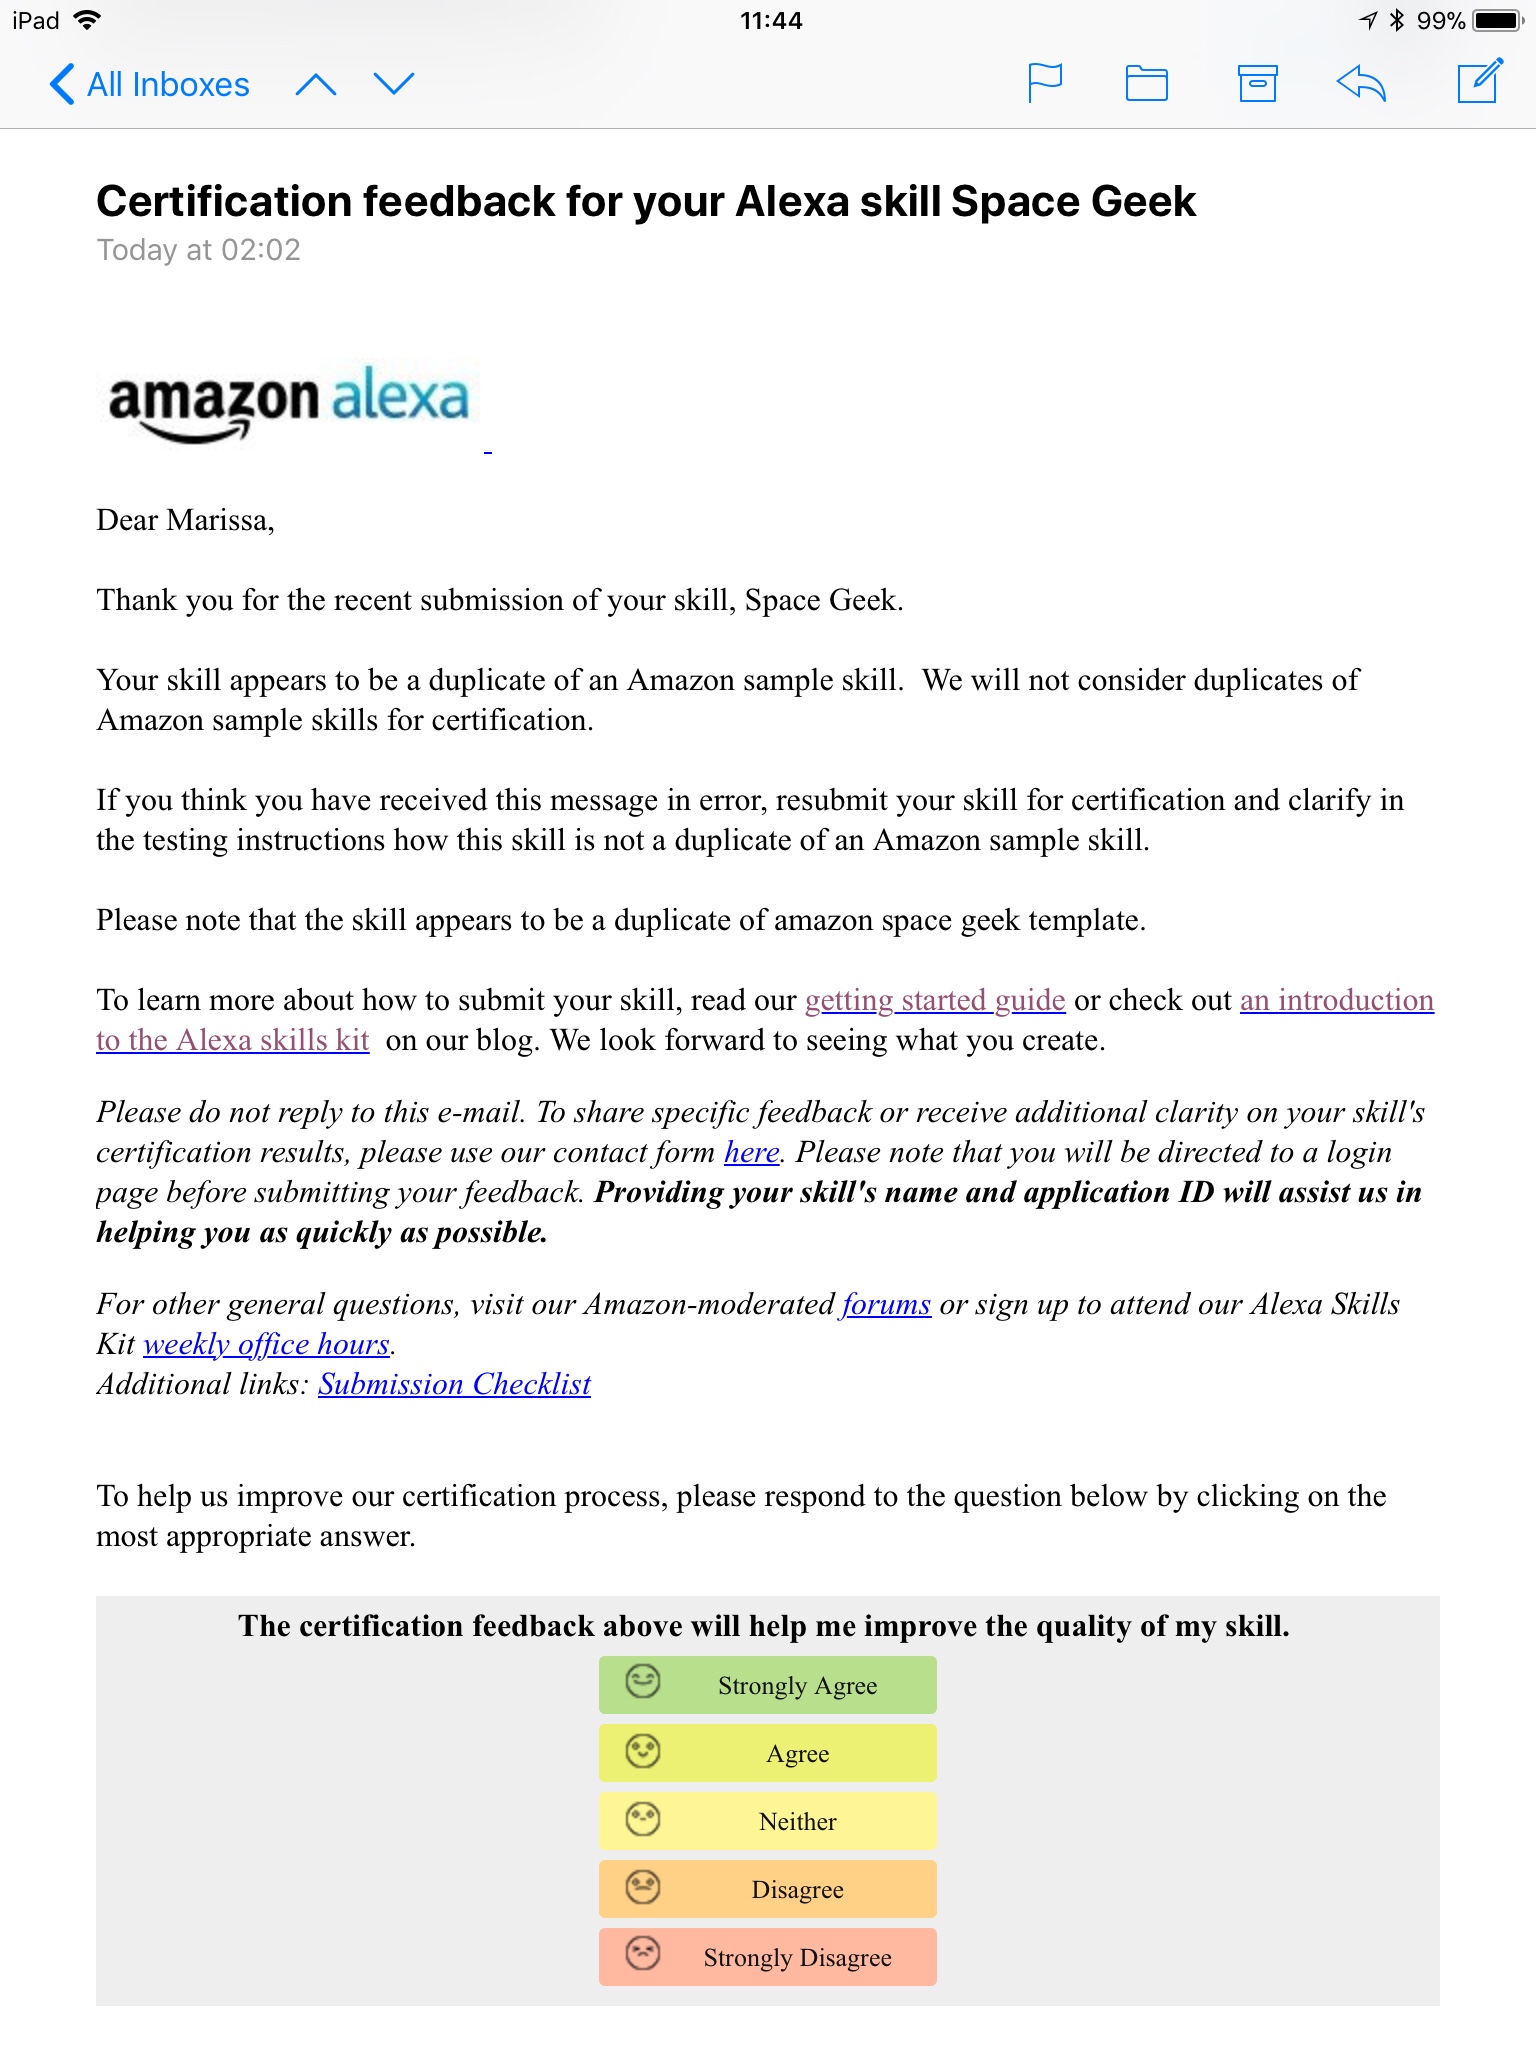 iPad 11:44 99%
All Inboxes
Certification feedback for your Alexa skill Space Geek
Today at 02:02
amazon alexa
Dear Marissa,
Thank you for the recent submission of your skill, Space Geek.
Your skill appears to be a duplicate of an Amazon sample skill.  We will not consider duplicates of
Amazon sample skills for certification.
If you think you have received this message in error, resubmit your skill for certification and clarify in
the testing instructions how this skill is not a duplicate of an Amazon sample skill.
Please note that the skill appears to be a duplicate of amazon space geek template.
To learn more about how to submit your skill, read our getting started guide or check out an introduction
to the Alexa skills kit  on our blog. We look forward to seeing what you create.
Please do not reply to this e-mail. To share specific feedback or receive additional clarity on your skill's
certification results, please use our contact form here. Please note that you will be directed to a login
page before submitting your feedback. Providing your skill's name and application ID will assist us in
helping you as quickly as possible.
For other general questions, visit our Amazon-moderated forums or sign up to attend our Alexa Skills
Kit weekly office hours.
Additional links: Submission Checklist
To help us improve our certification process, please respond to the question below by clicking on the
most appropriate answer.
The certification feedback above will help me improve the quality of my skill.
Strongly Agree
Agree
Neither
Disagree
Strongly Disagree